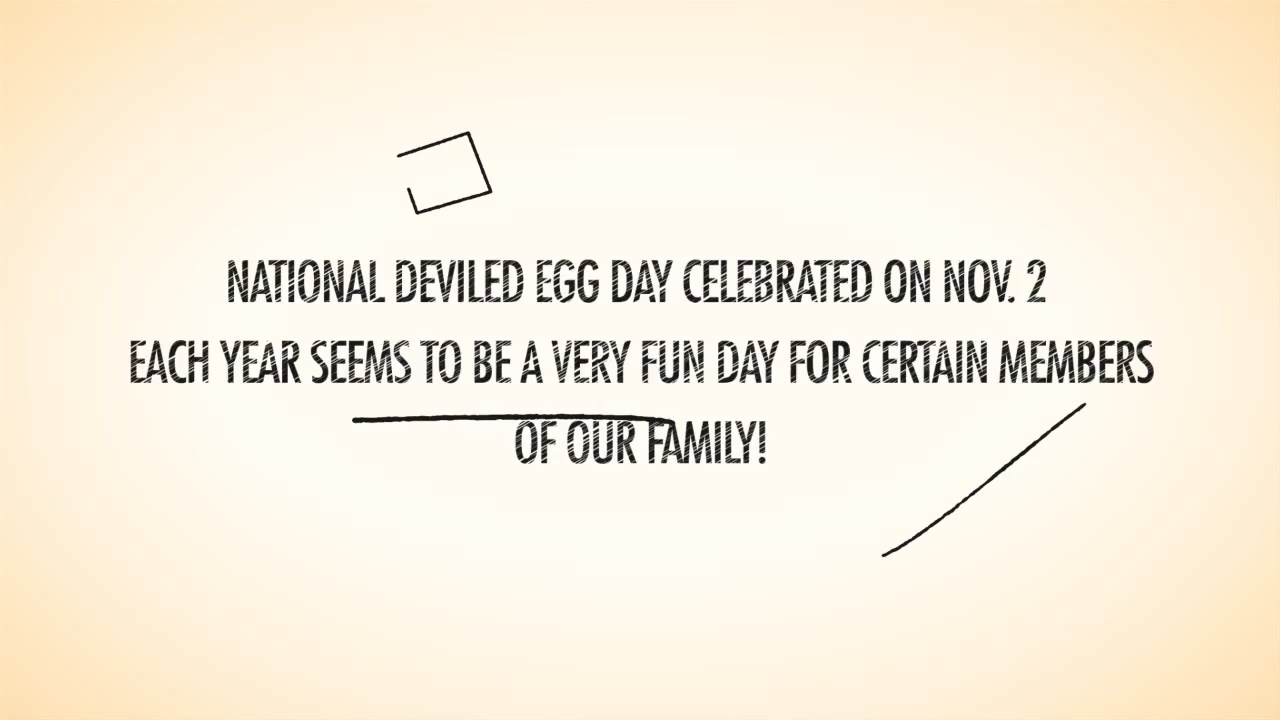 NATIONAL DEVILED EGG DAY CELEBRATED ON NOV. 2
EACH YEAR SEEMS TO BE A VERY FUN DAY FOR CERTAIN MEMBERS
OF OUR FAMILY!